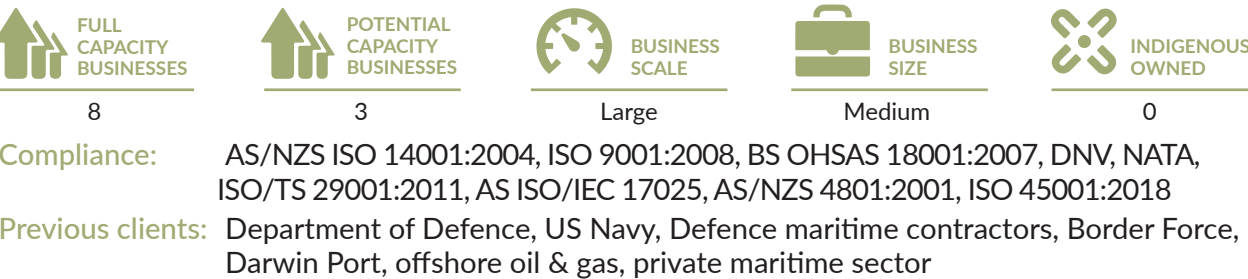 FULL
CAPACITY
BUSINESSES
8
POTENTIAL
CAPACITY
BUSINESSES
3
BUSINESS
SCALE
Large
BUSINESS
SIZE
Medium
INDIGENOUS
OWNED
0
Compliance: AS/NZS ISO 14001:2004, ISO 9001:2008, BS OHSAS 18001:2007, DNV, NATA,
ISO/TS 29001:2011, AS ISO/IEC 17025, AS/NZS 4801:2001, ISO 45001:2018
Previous clients: Department of Defence, US Navy, Defence maritime contractors, Border Force,
Darwin Port, offshore oil & gas, private maritime sector